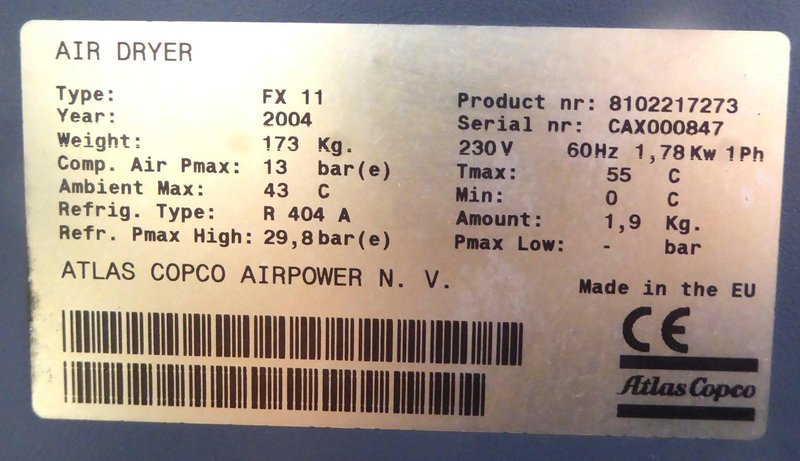 AIR DRYER
Type: FX 11 Product nr: 8102217273
Year: 2004 Serial nr: CAX000847
Weight: 173 Kg. 230 V 60Hz 1,78 Kw 1Ph
Comp. Air Pmax: 13 bar(e) Tmax: 55 C
Ambient Max: 43 C Min: 0 C
Refrig. Type: R 404 A Amount: 1,9 Kg.
Refr. Pmax High: 29,8 bar(e) Pmax Low: - bar
ATLAS COPCO AIRPOWER N. V.
Made in the EU
CE
Atlas Copco